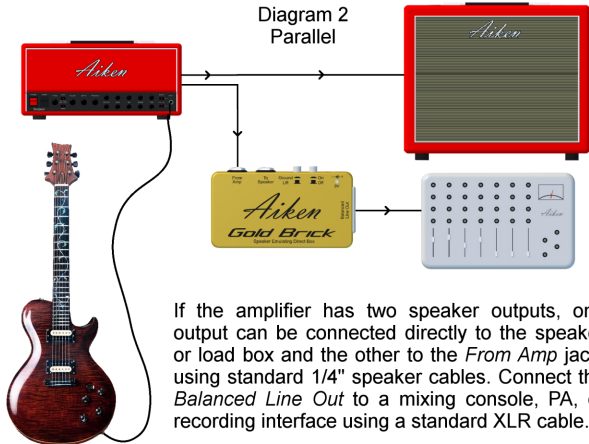 Diagram 2
Parallel
Aiken
Aiken
From Amp
To Speaker
Ground Lift
On Off
Balanced Line Out
Aiken
Gold Brick
Speaker Emulating Direct Box
Aiken
If the amplifier has two speaker outputs, on
output can be connected directly to the speake
or load box and the other to the From Amp jac
using standard 1/4" speaker cables. Connect th
Balanced Line Out to a mixing console, PA,
recording interface using a standard XLR cable.